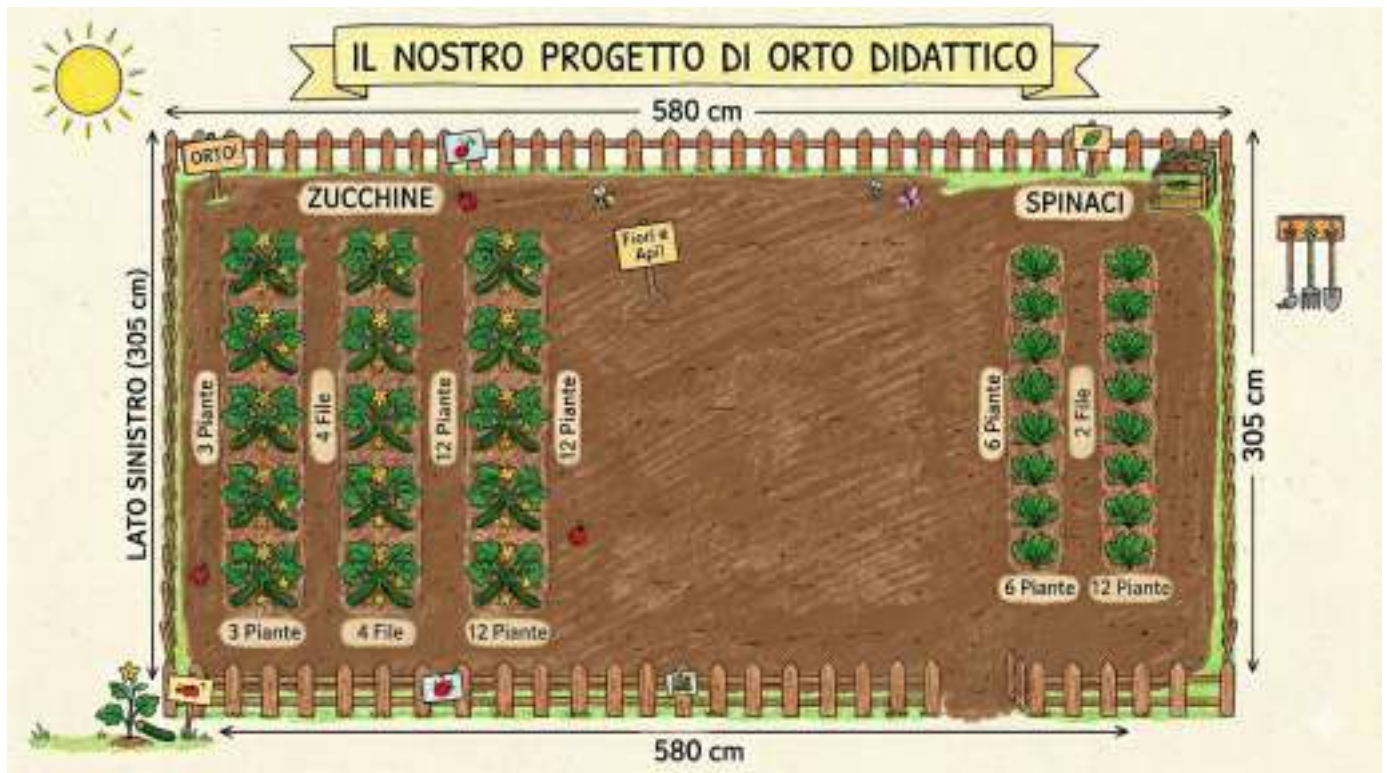 IL NOSTRO PROGETTO DI ORTO DIDATTICO
580 cm
ORTO!
ZUCCHINE
SPINACI
Fiori e
Api!
LATO SINISTRO (305 cm)
3 Piante
4 File
12 Piante
12 Piante
6 Piante
2 File
305 cm
6 Piante
12 Piante
3 Piante
4 File
12 Piante
580 cm